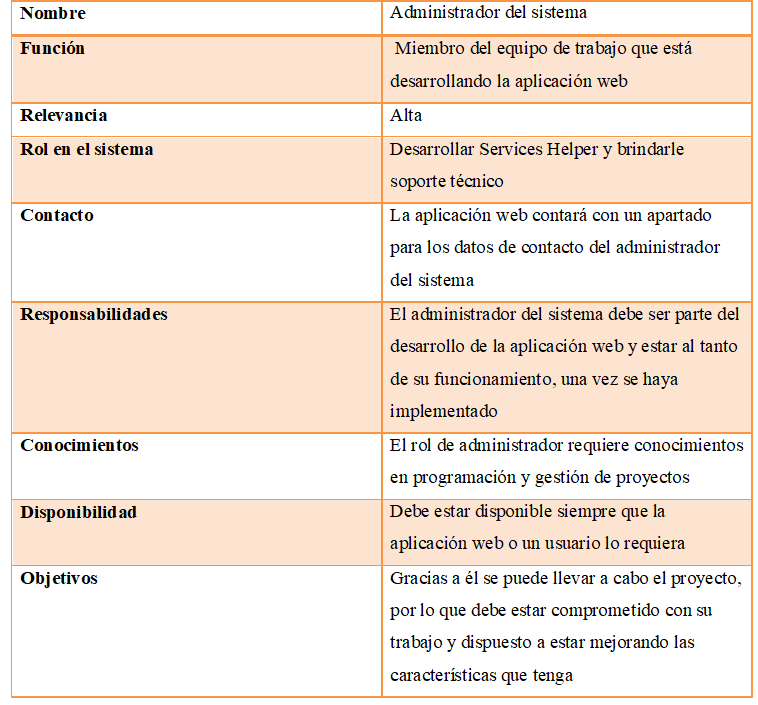 Nombre
Administrador del sistema
Función
Miembro del equipo de trabajo que está
desarrollando la aplicación web
Relevancia
Alta
Rol en el sistema
Desarrollar Services Helper y brindarle
soporte técnico
Contacto
La aplicación web contará con un apartado
para los datos de contacto del administrador
del sistema
Responsabilidades
El administrador del sistema debe ser parte del
desarrollo de la aplicación web y estar al tanto
de su funcionamiento, una vez se haya
implementado
Conocimientos
El rol de administrador requiere conocimientos
en programación y gestión de proyectos
Disponibilidad
Debe estar disponible siempre que la
aplicación web o un usuario lo requiera
Objetivos
Gracias a él se puede llevar a cabo el proyecto,
por lo que debe estar comprometido con su
trabajo y dispuesto a estar mejorando las
características que tenga